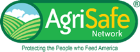 AgriSafe®
Network
Protecting the People who Feed America